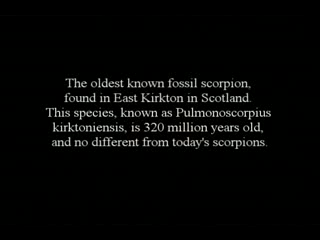 The oldest known fossil scorpion,
found in East Kirkton in Scotland.
This species, known as Pulmonoscorpius
kirktoniensis, is 320 million years old,
and no different from today's scorpions.